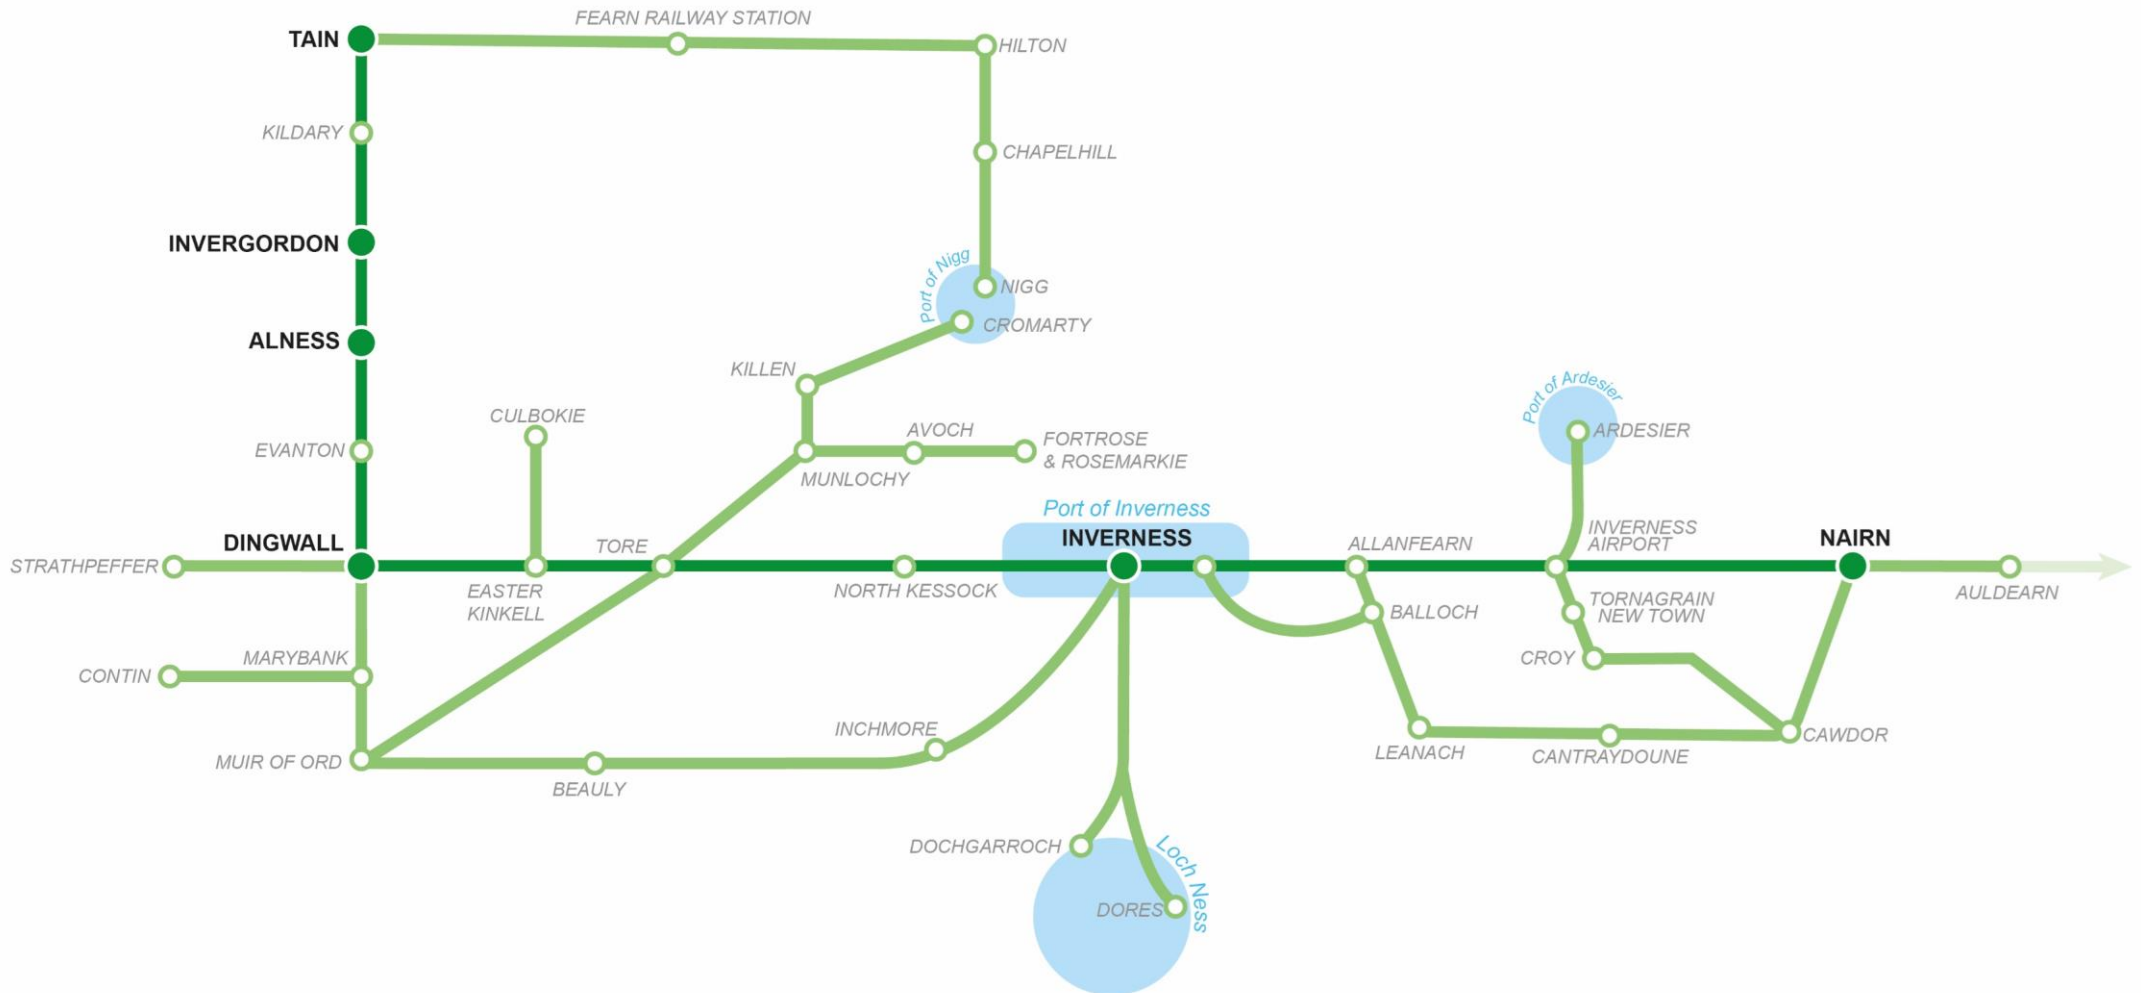 FEARN RAILWAY STATION
TAIN
HILTON
KILDARY
CHAPELHILL
INVERGORDON
Port of Nigg
NIGG
CROMARTY
ALNESS
KILLEN
Port of Ardesier
CULBOKIE
AVOCH
ARDESIER
EVANTON
FORTROSE
& ROSEMARKIE
MUNLOCHY
Port of Inverness
DINGWALL
TORE
INVERNESS
ALLANFEARN
INVERNESS
AIRPORT
NAIRN
STRATHPEFFER
EASTER
KINKELL
NORTH KESSOCK
BALLOCH
TORNAGRAIN
NEW TOWN
AULDEARN
CONTIN
MARYBANK
CROY
INCHMORE
LEANACH
CANTRAYDOUNE
CAWDOR
MUIR OF ORD
BEAULY
DOCHGARROCH
Loch Ness
DORES